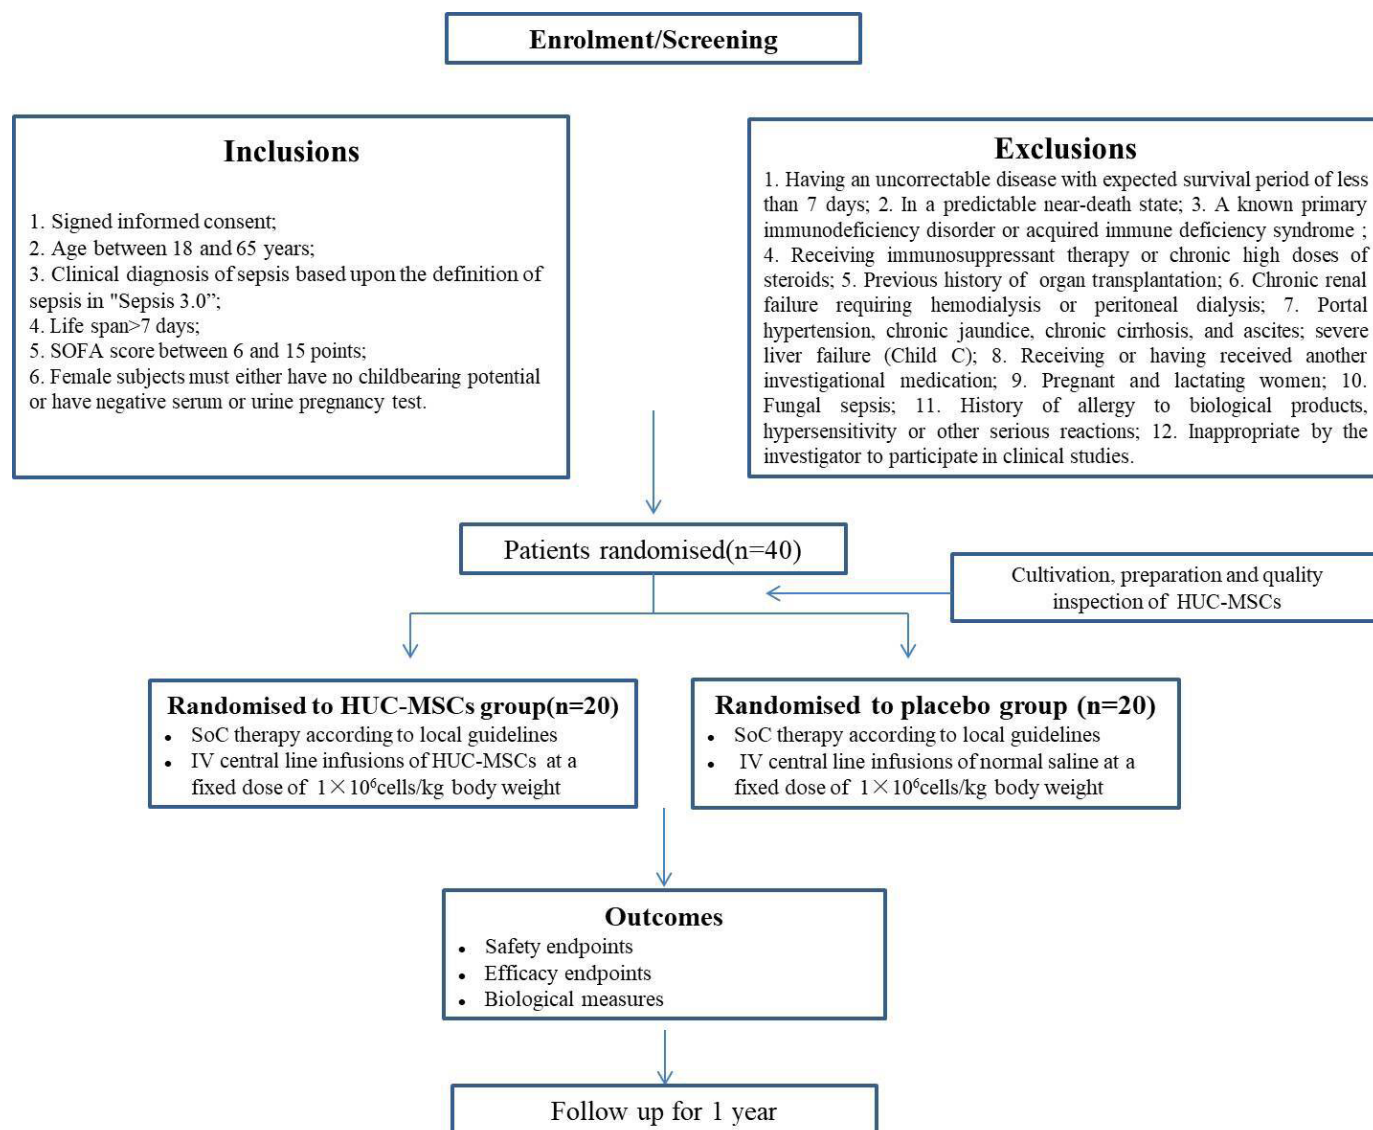 Enrolment/Screening
Inclusions
1. Signed informed consent;
2. Age between 18 and 65 years;
3. Clinical diagnosis of sepsis based upon the definition of
sepsis in "Sepsis 3.0”;
4. Life span>7 days;
5. SOFA score between 6 and 15 points;
6. Female subjects must either have no childbearing potential
or have negative serum or urine pregnancy test.
Exclusions
1. Having an uncorrectable disease with expected survival period of less
than 7 days; 2. In a predictable near-death state; 3. A known primary
immunodeficiency disorder or acquired immune deficiency syndrome ;
4. Receiving immunosuppressant therapy or chronic high doses of
steroids; 5. Previous history of organ transplantation; 6. Chronic renal
failure requiring hemodialysis or peritoneal dialysis; 7. Portal
hypertension, chronic jaundice, chronic cirrhosis, and ascites; severe
liver failure (Child C); 8. Receiving or having received another
investigational medication; 9. Pregnant and lactating women; 10.
Fungal sepsis; 11. History of allergy to biological products,
hypersensitivity or other serious reactions; 12. Inappropriate by the
investigator to participate in clinical studies.
Patients randomised(n=40)
Cultivation, preparation and quality
inspection of HUC-MSCs
Randomised to HUC-MSCs group(n=20)
• SoC therapy according to local guidelines
• IV central line infusions of HUC-MSCs at a
fixed dose of 1×10⁶cells/kg body weight
Randomised to placebo group (n=20)
• SoC therapy according to local guidelines
• IV central line infusions of normal saline at a
fixed dose of 1×10⁶cells/kg body weight
Outcomes
• Safety endpoints
• Efficacy endpoints
• Biological measures
Follow up for 1 year